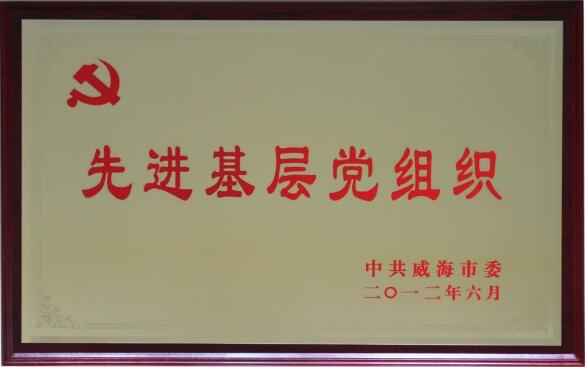 先进基层党组织
中共威海市委
二〇一二年六月